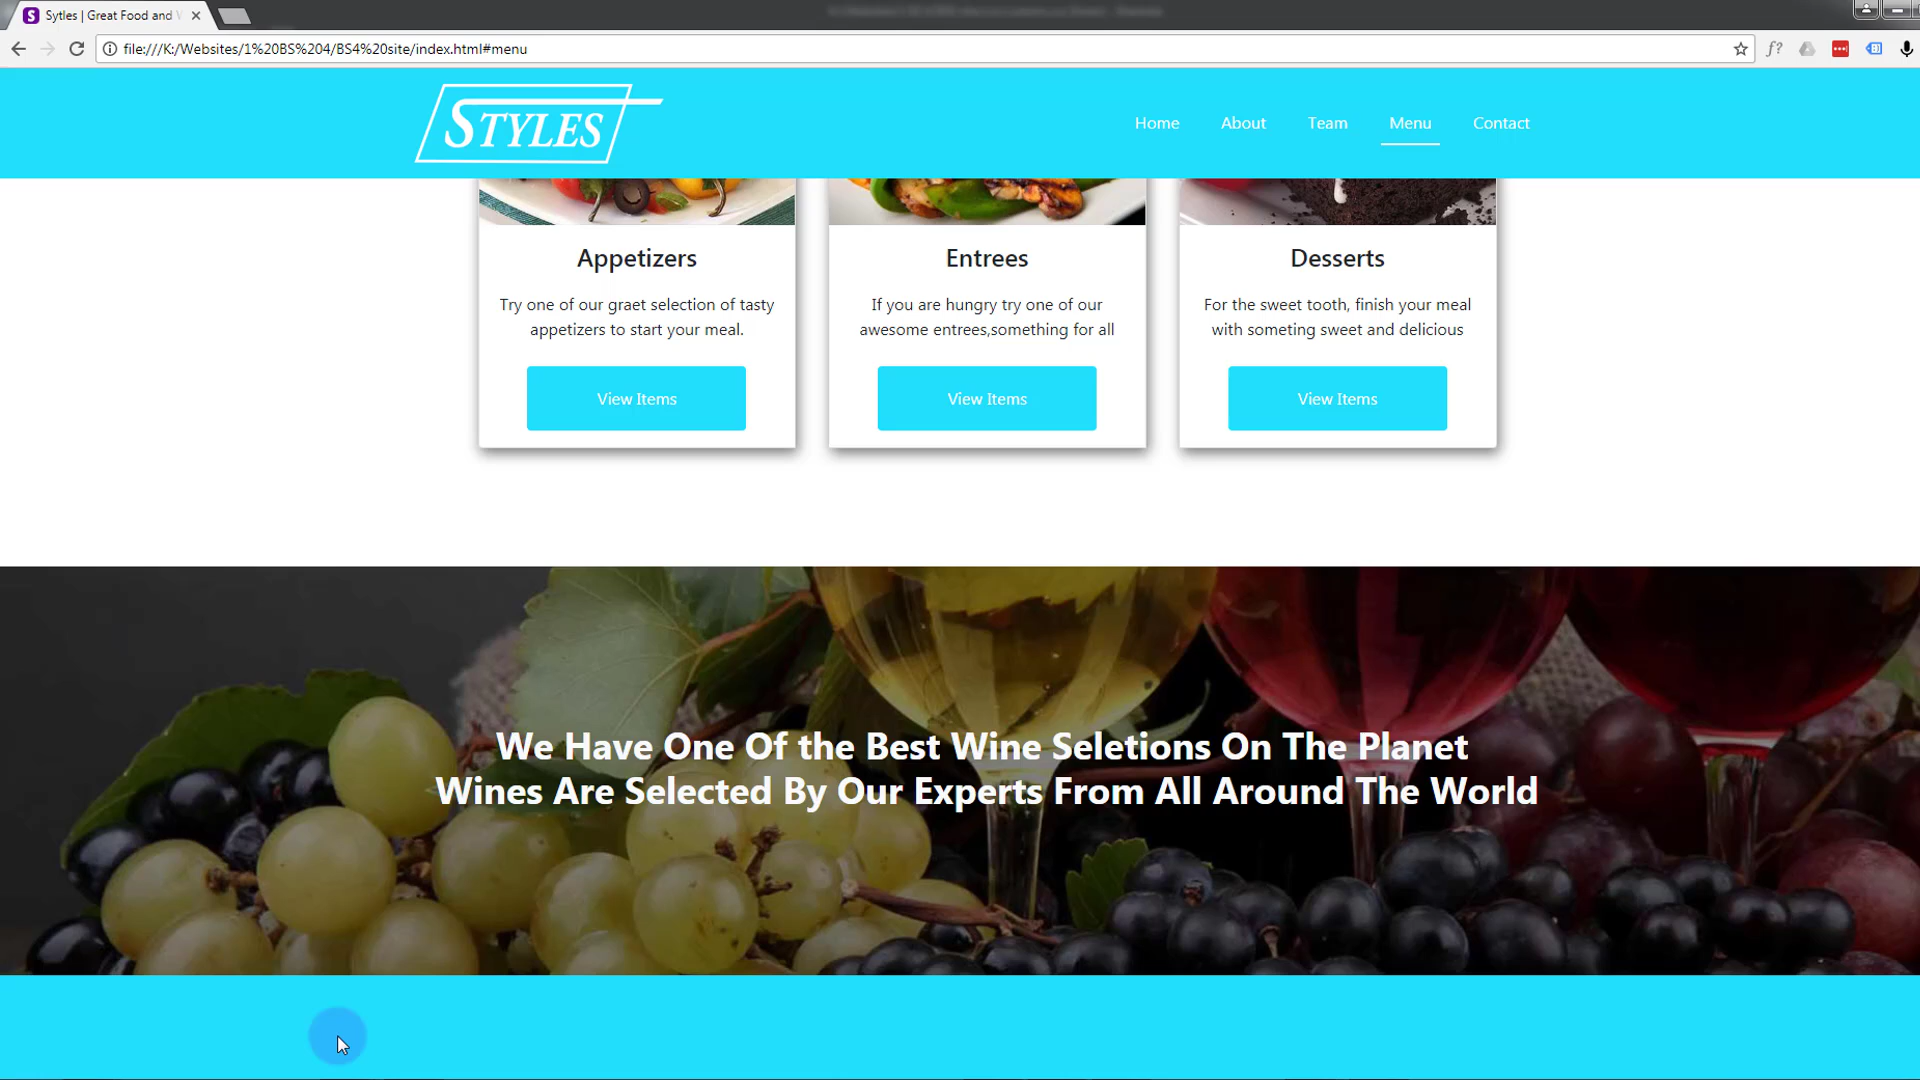 Sytles | Great Food and
file:///K:/Websites/1%20BS%204/BS4%20site/index.html#menu
f?
STYLES
Home About Team Menu Contact
Appetizers
Try one of our graet selection of tasty
appetizers to start your meal.
View Items
Entrees
If you are hungry try one of our
awesome entrees,something for all
View Items
Desserts
For the sweet tooth, finish your meal
with someting sweet and delicious
View Items
We Have One Of the Best Wine Seletions On The Planet
Wines Are Selected By Our Experts From All Around The World